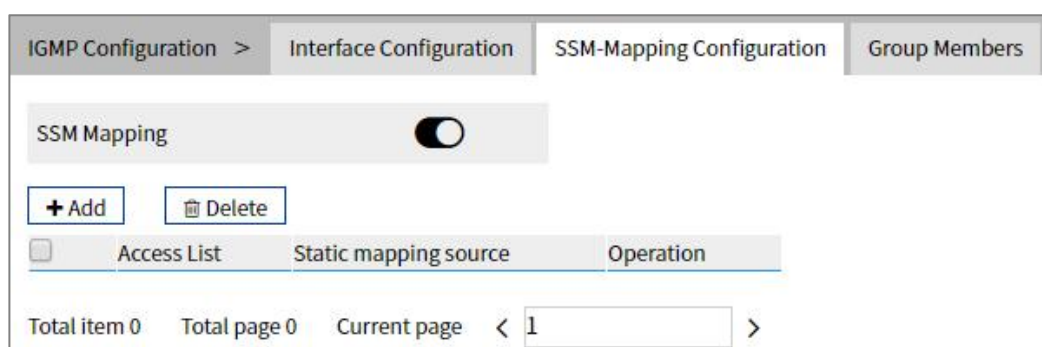 IGMP Configuration > Interface Configuration SSM-Mapping Configuration Group Members
SSM Mapping
+ Add Delete
Access List Static mapping source Operation
Total item 0 Total page 0 Current page < 1 >